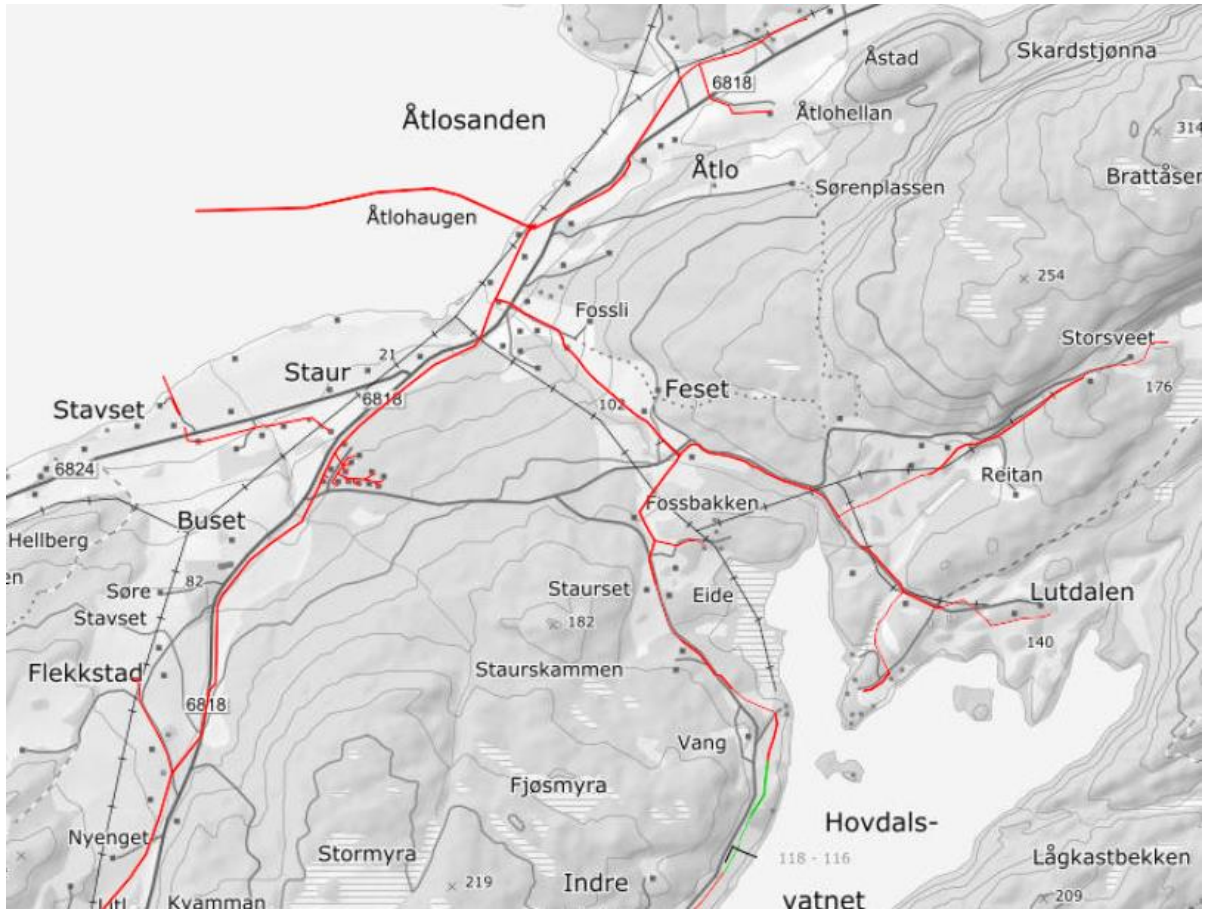 Åstad
Skardstjønna
6818
Åtlosanden
Åtlohellan
314
Åtlo
Sørenplassen
Brattåsen
Åtlohaugen
254
Fossli
Storsveet
21
Staur
176
Feset
6818
Stavset
102
6824
Reitan
Fossbakken
Buset
Hellberg
en
Søre
82
Staurset
Eide
Lutdalen
Stavset
182
140
Staurskammen
Flekkstad
6818
Vang
Fjøsmyra
Hovdals-
Nyenget
Stormyra
118 - 116
Lågkastbekken
219
Indre
209
Kvamman
vatnet